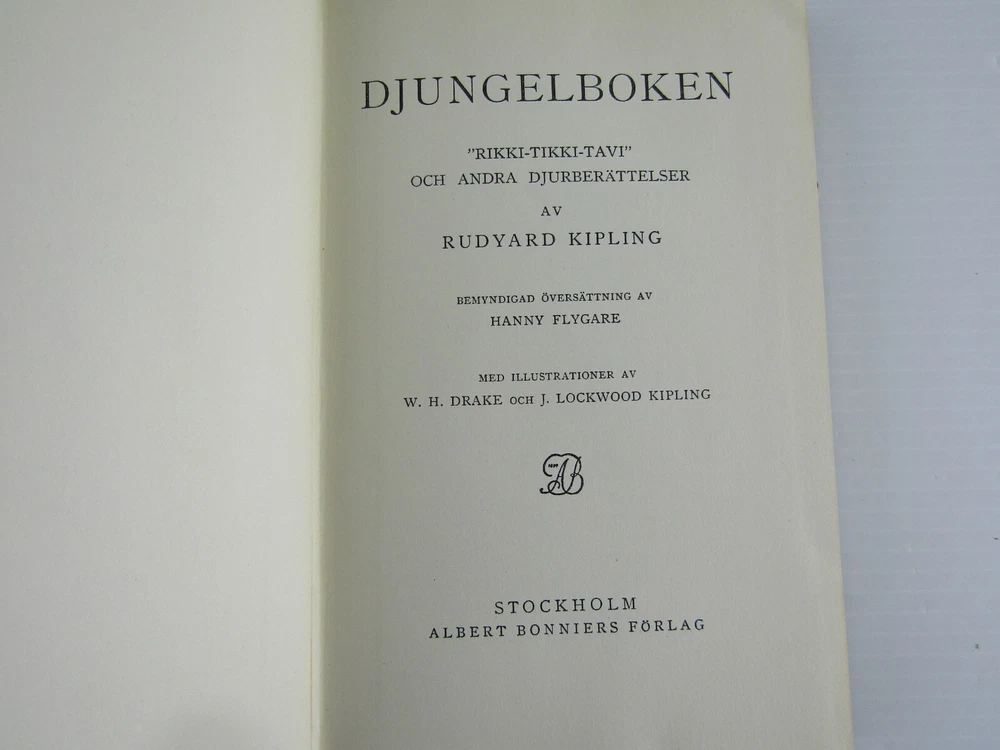 DJUNGELBOKEN
"RIKKI-TIKKI-TAVI"
OCH ANDRA DJURBERÄTTELSER
AV
RUDYARD KIPLING
BEMYNDIGAD ÖVERSÄTTNING AV
HANNY FLYGARE
MED ILLUSTRATIONER AV
W. H. DRAKE OCH J. LOCKWOOD KIPLING
AB
STOCKHOLM
ALBERT BONNIERS FÖRLAG